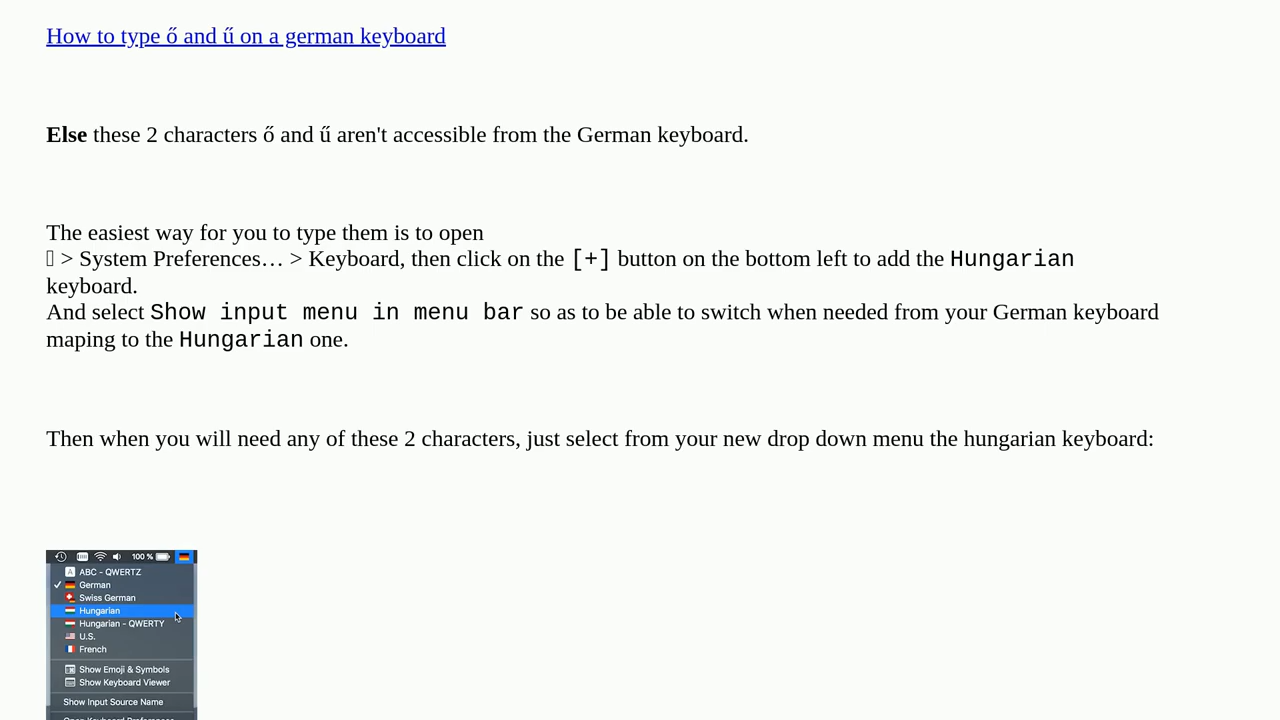 How to type ő and ű on a german keyboard
Else these 2 characters ő and ű aren't accessible from the German keyboard.
The easiest way for you to type them is to open
> System Preferences… > Keyboard, then click on the [+] button on the bottom left to add the Hungarian
keyboard.
And select Show input menu in menu bar so as to be able to switch when needed from your German keyboard
maping to the Hungarian one.
Then when you will need any of these 2 characters, just select from your new drop down menu the hungarian keyboard:
100 %
ABC - QWERTZ
German
Swiss German
Hungarian
Hungarian - QWERTY
U.S.
French
Show Emoji & Symbols
Show Keyboard Viewer
Show Input Source Name
Open Keyboard Preferences